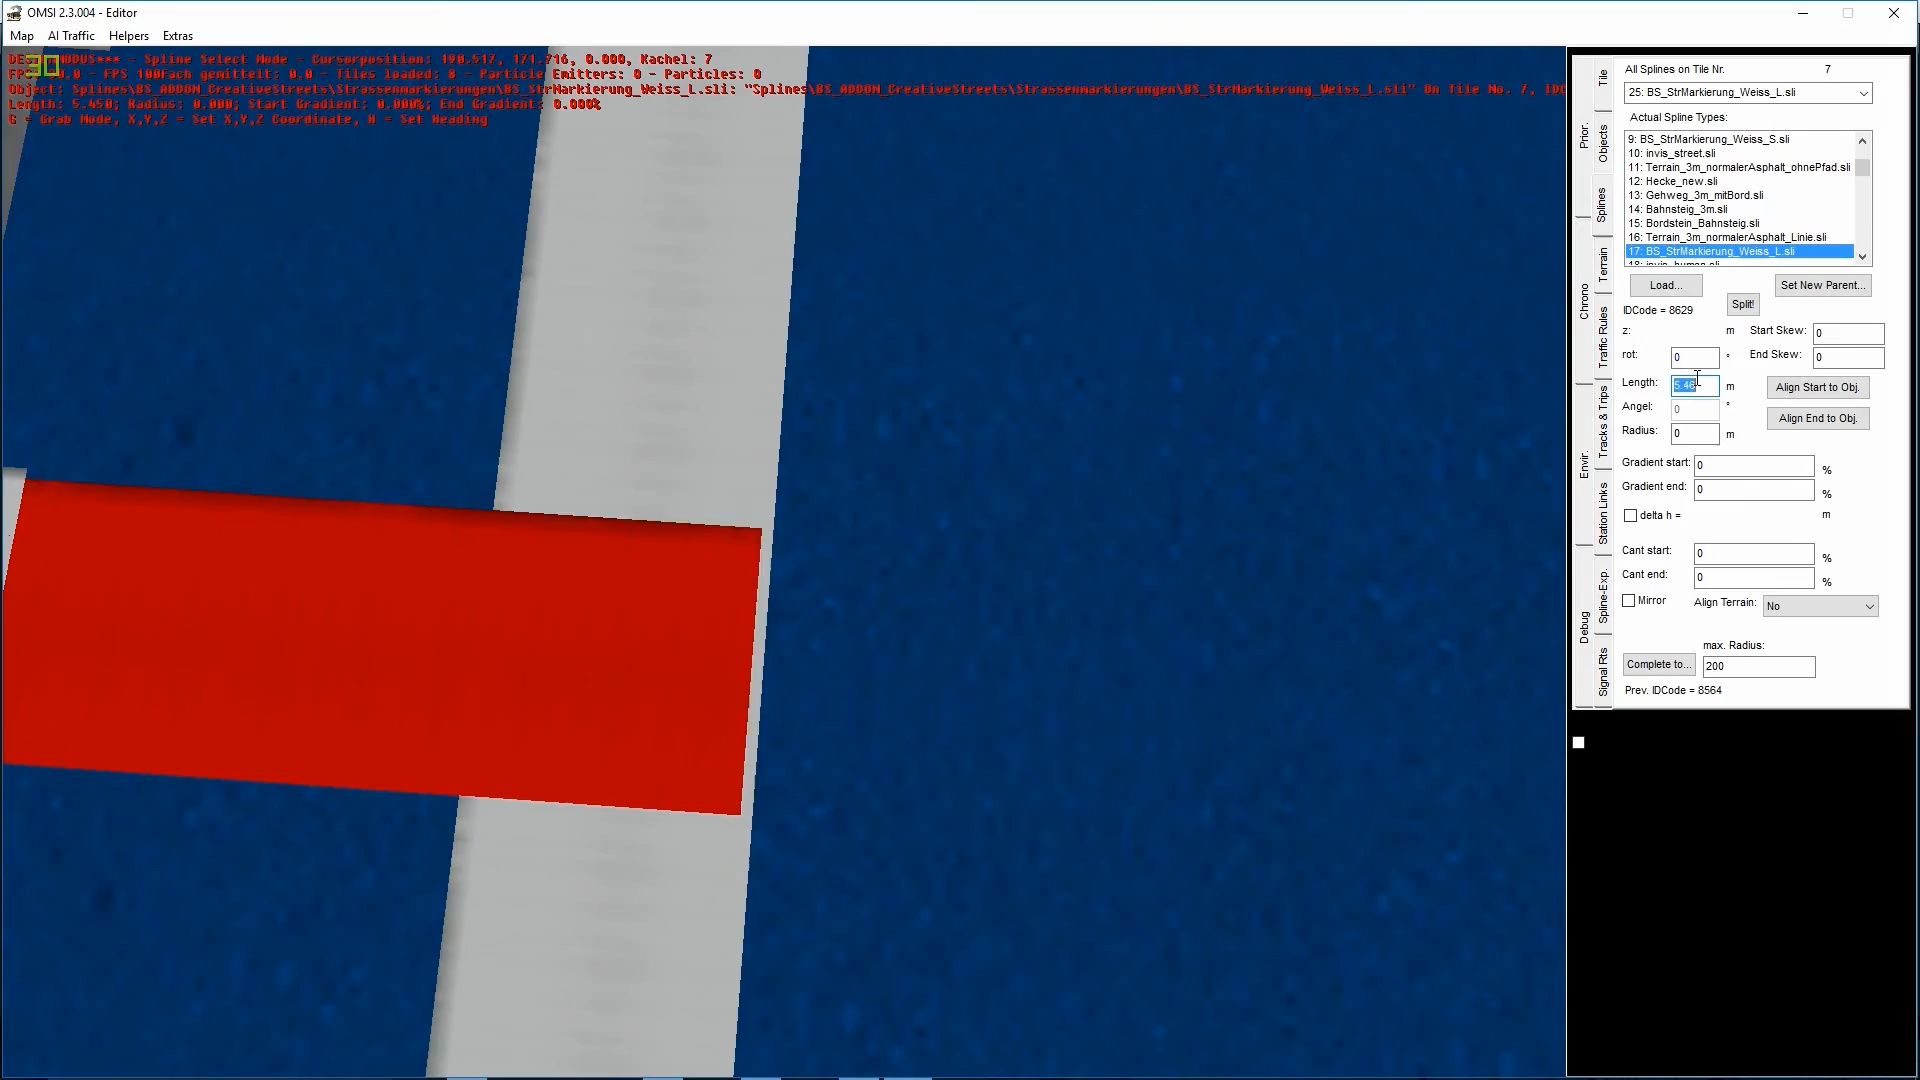 OMSI 2.3.004 - Editor
Map AI Traffic Helpers Extras
- Spline Select Mode - Cursorposition: 190.517, 171.716, 0.000, Kachel: 7
- FPS 100Fach gemittelt: 0.0 - Tiles loaded: 8 - Particle Emitters: 0 - Particles: 0
Object: Splines\BS_ADDON_CreativeStreets\Strassenmarkierungen\BS_StrMarkierung_Weiss_L.sli: "Splines\BS_ADDON_CreativeStreets\Strassenmarkierungen\BS_StrMarkierung_Weiss_L.sli" On Tile No. 7, IDC
Length: 5.450; Radius: 0.000; Start Gradient: 0.000%; End Gradient: 0.000%
G = Grab Mode, X,Y,Z = Set X,Y,Z Coordinate, H = Set Heading
30
Prior.
Chrono
Envir.
Debug
Tile
Objects
Splines
Terrain
Traffic Rules
Tracks & Trips
Station Links
Spline-Exp.
Signal Rts
All Splines on Tile Nr. 7
25: BS_StrMarkierung_Weiss_L.sli
Actual Spline Types:
9: BS_StrMarkierung_Weiss_S.sli
10: invis_street.sli
11: Terrain_3m_normalerAsphalt_ohnePfad.sli
12: Hecke_new.sli
13: Gehweg_3m_mitBord.sli
14: Bahnsteig_3m.sli
15: Bordstein_Bahnsteig.sli
16: Terrain_3m_normalerAsphalt_Linie.sli
17: BS_StrMarkierung_Weiss_L.sli
18: invis_human.sli
Load... Set New Parent...
Split!
IDCode = 8629
z: m Start Skew: 0
rot: 0 ° End Skew: 0
Length: 5.46 m Align Start to Obj.
Angel: 0 ° Align End to Obj.
Radius: 0 m
Gradient start: 0 %
Gradient end: 0 %
delta h = m
Cant start: 0 %
Cant end: 0 %
Mirror Align Terrain: No
max. Radius:
Complete to... 200
Prev. IDCode = 8564